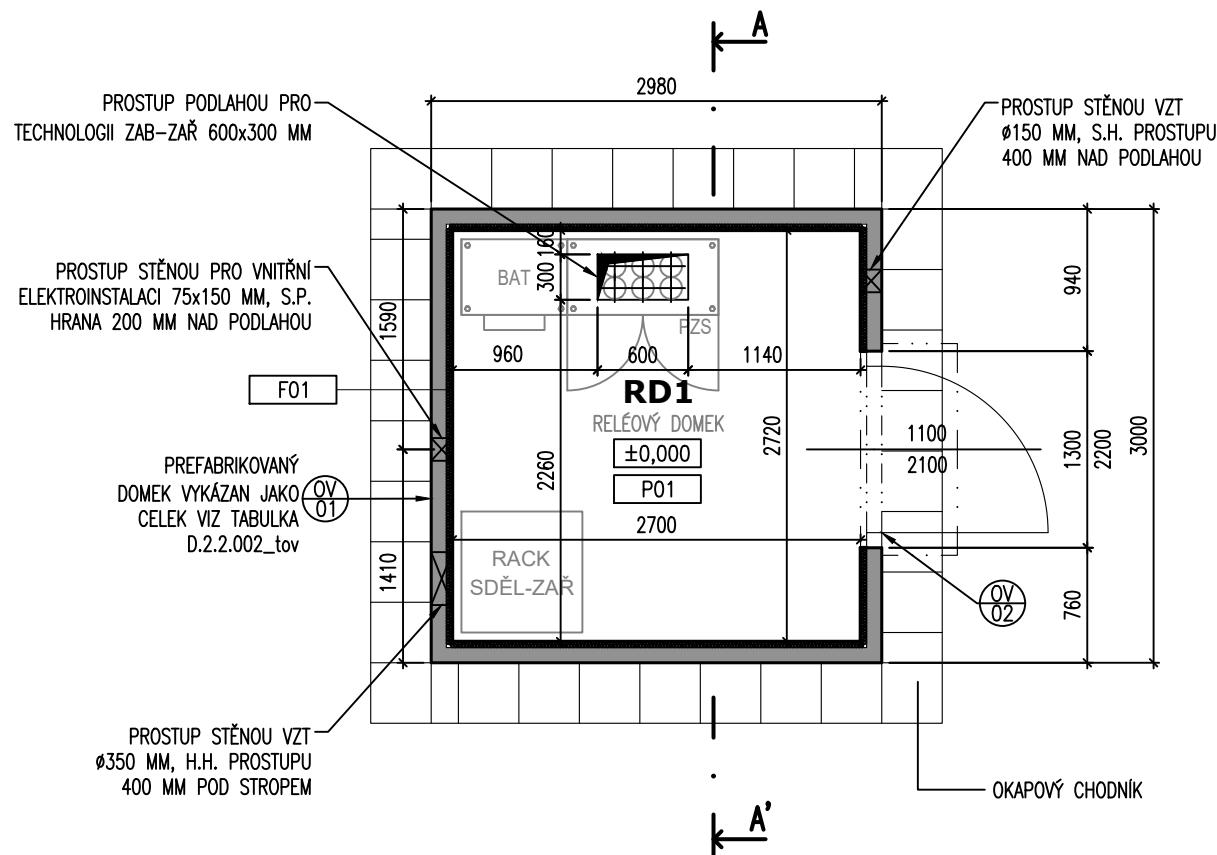 A
2980
PROSTUP PODLAHOU PRO
TECHNOLOGII ZAB-ZAŘ 600x300 MM
PROSTUP STĚNOU VZT
ø150 MM, S.H. PROSTUPU
400 MM NAD PODLAHOU
PROSTUP STĚNOU PRO VNITŘNÍ
ELEKTROINSTALACI 75x150 MM, S.P.
HRANA 200 MM NAD PODLAHOU
1590
BAT
160
300
PZS
940
960
600
1140
F01
RD1
RELÉOVÝ DOMEK
±0,000
P01
2260
2720
1100
2100
1300
2200
3000
PREFABRIKOVANÝ
DOMEK VYKÁZAN JAKO
CELEK VIZ TABULKA
D.2.2.002_tov
OV
01
2700
RACK
SDĚL-ZAŘ
1410
OV
02
760
PROSTUP STĚNOU VZT
ø350 MM, H.H. PROSTUPU
400 MM POD STROPEM
OKAPOVÝ CHODNÍK
A'